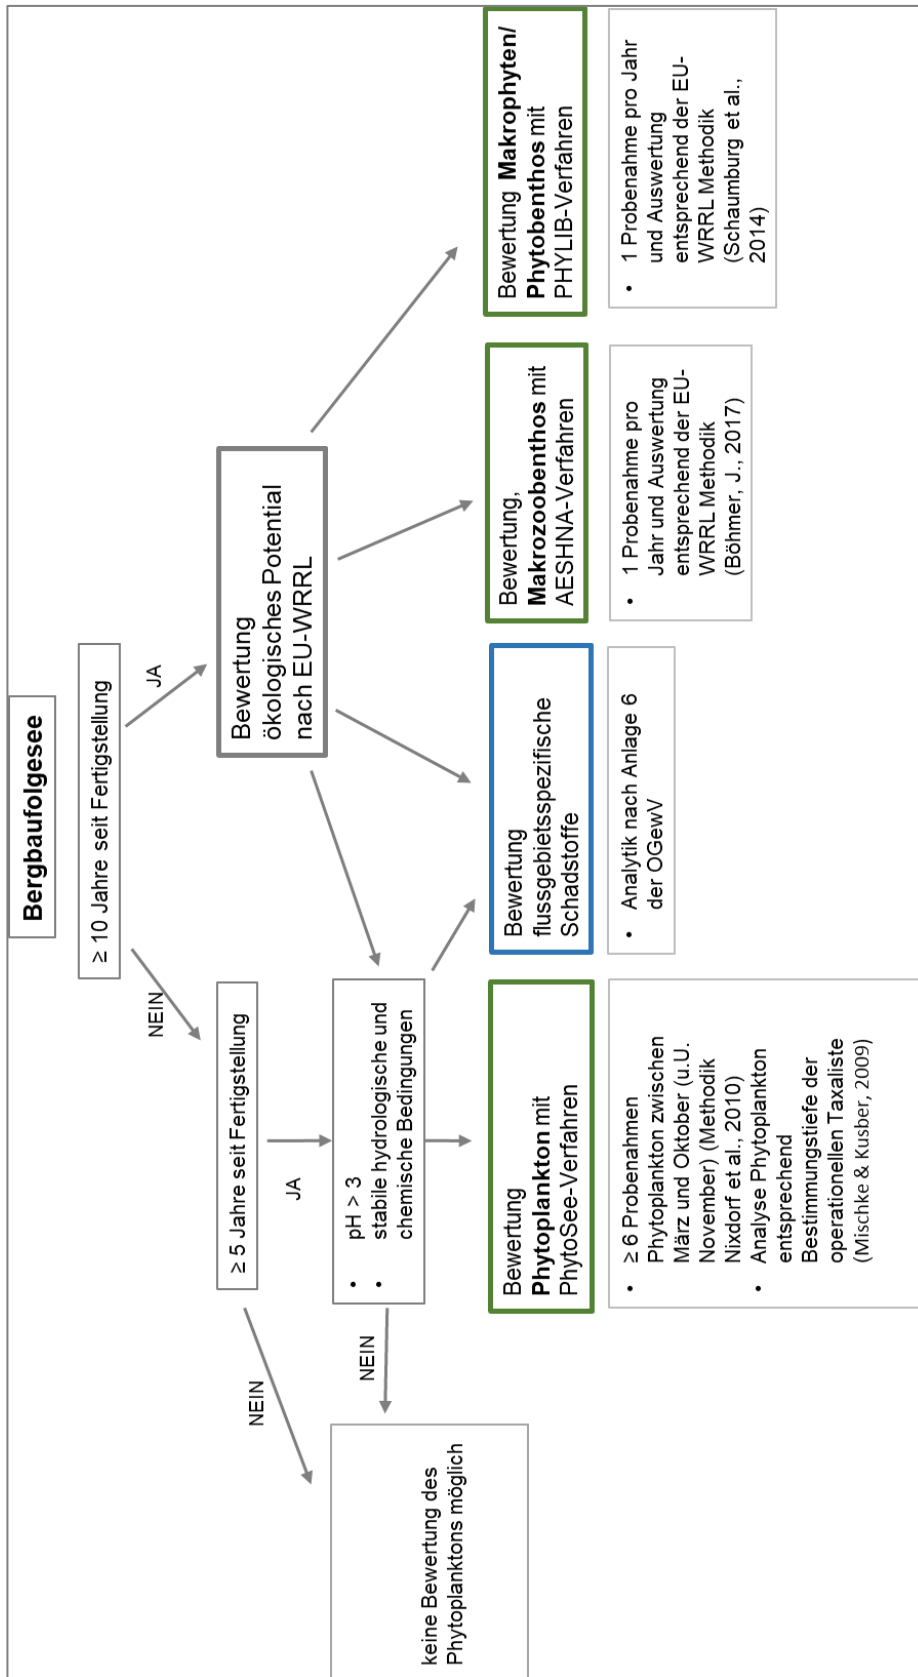 Bergbaufolgesee
≥ 10 Jahre seit Fertigstellung
NEIN
JA
≥ 5 Jahre seit Fertigstellung
Bewertung
ökologisches Potential
nach EU-WRRL
NEIN
JA
• pH > 3
• stabile hydrologische und
chemische Bedingungen
NEIN
keine Bewertung des
Phytoplanktons möglich
Bewertung
Phytoplankton mit
PhytoSee-Verfahren
Bewertung
flussgebietsspezifische
Schadstoffe
Bewertung,
Makrozoobenthos mit
AESHNA-Verfahren
Bewertung Makrophyten/
Phytobenthos mit
PHYLIB-Verfahren
• ≥ 6 Probenahmen
Phytoplankton zwischen
März und Oktober (u.U.
November) (Methodik
Nixdorf et al., 2010)
• Analyse Phytoplankton
entsprechend
Bestimmungstiefe der
operationellen Taxaliste
(Mischke & Kusber, 2009)
• Analytik nach Anlage 6
der OGewV
• 1 Probenahme pro
Jahr und Auswertung
entsprechend der EU-
WRRL Methodik
(Böhmer, J., 2017)
• 1 Probenahme pro Jahr
und Auswertung
entsprechend der EU-
WRRL Methodik
(Schaumburg et al.,
2014)